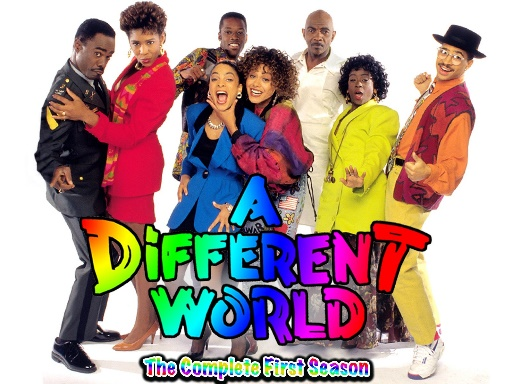 A
DiFFERENT
WORLD
The Complete First Season